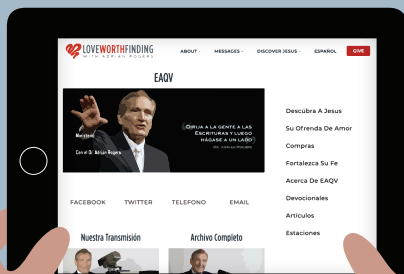 LOVEWORTHFINDING
WITH ADRIAN ROGERS
ABOUT
MESSAGES
DISCOVER JESUS
ESPAÑOL
GIVE
EAQV
Ministerio
Con el Dr. Adrian Rogers
DIRIJA A LA GENTE A LAS
ESCRITURAS Y LUEGO
HÁGASE A UN LADO
DR. ADRIAN ROGERS
Descúbra A Jesus
Su Ofrenda De Amor
Compras
Fortalezca Su Fe
Acerca De EAQV
Devocionales
Artículos
Estaciones
FACEBOOK
TWITTER
TELEFONO
EMAIL
Nuestra Transmisión
Archivo Completo